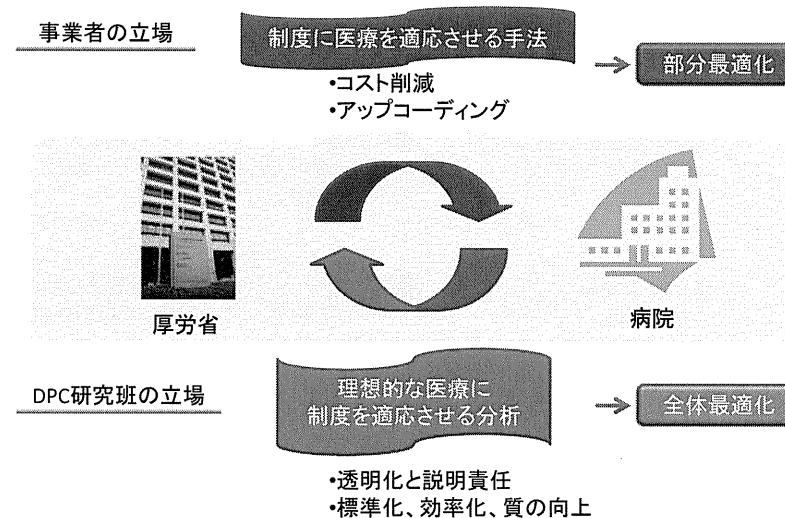 事業者の立場
制度に医療を適応させる手法
部分最適化
•コスト削減
•アップコーディング
厚労省
病院
DPC研究班の立場
理想的な医療に
制度を適応させる分析
全体最適化
•透明化と説明責任
•標準化、効率化、質の向上